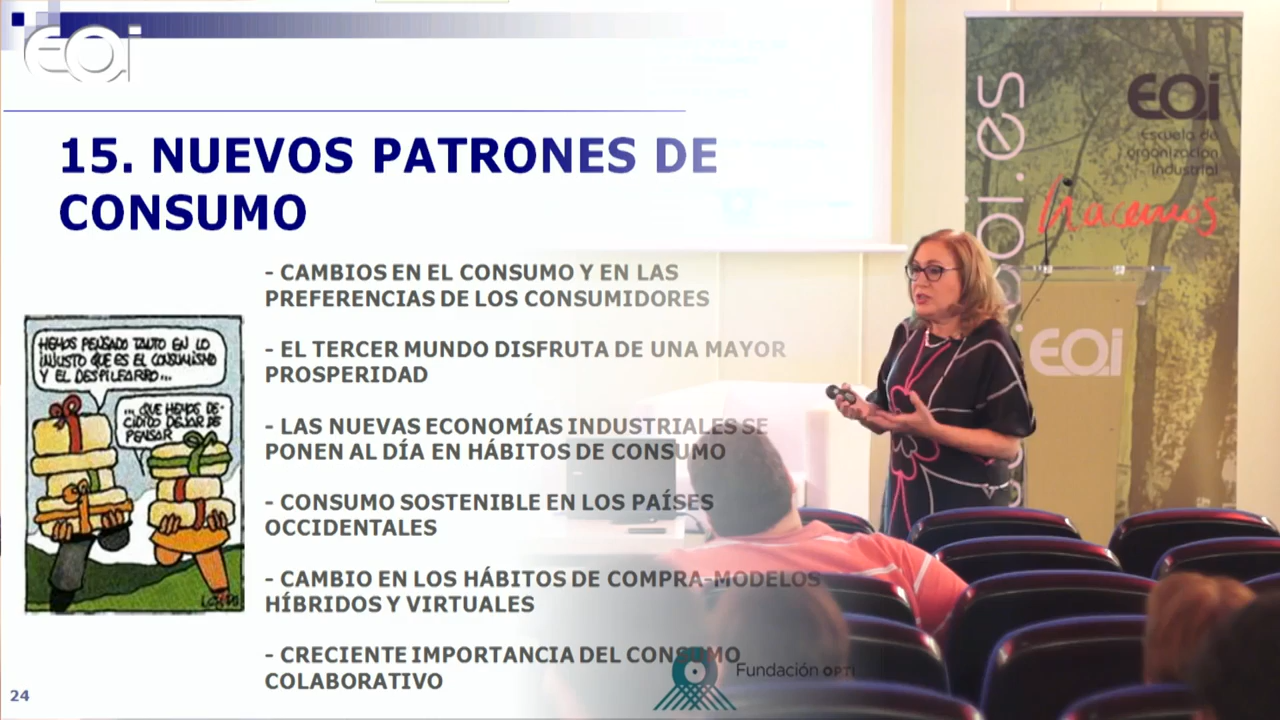 EOi
15. NUEVOS PATRONES DE
CONSUMO
- CAMBIOS EN EL CONSUMO Y EN LAS
PREFERENCIAS DE LOS CONSUMIDORES
- EL TERCER MUNDO DISFRUTA DE UNA MAYOR
PROSPERIDAD
- LAS NUEVAS ECONOMÍAS INDUSTRIALES SE
PONEN AL DÍA EN HÁBITOS DE CONSUMO
- CONSUMO SOSTENIBLE EN LOS PAÍSES
OCCIDENTALES
- CAMBIO EN LOS HÁBITOS DE COMPRA-MODELOS
HÍBRIDOS Y VIRTUALES
- CRECIENTE IMPORTANCIA DEL CONSUMO
COLABORATIVO
HEMOS PENSADO TANTO EN LO
INJUSTO QUE ES EL CONSUMISMO
Y EL DESPILFARRO...
...QUE HEMOS DE-
CIDIDO DEJAR DE
PENSAR
24
Fundación OPTI
EOi
escuela de
organización
industrial
hacemos
eoi.es
EOi